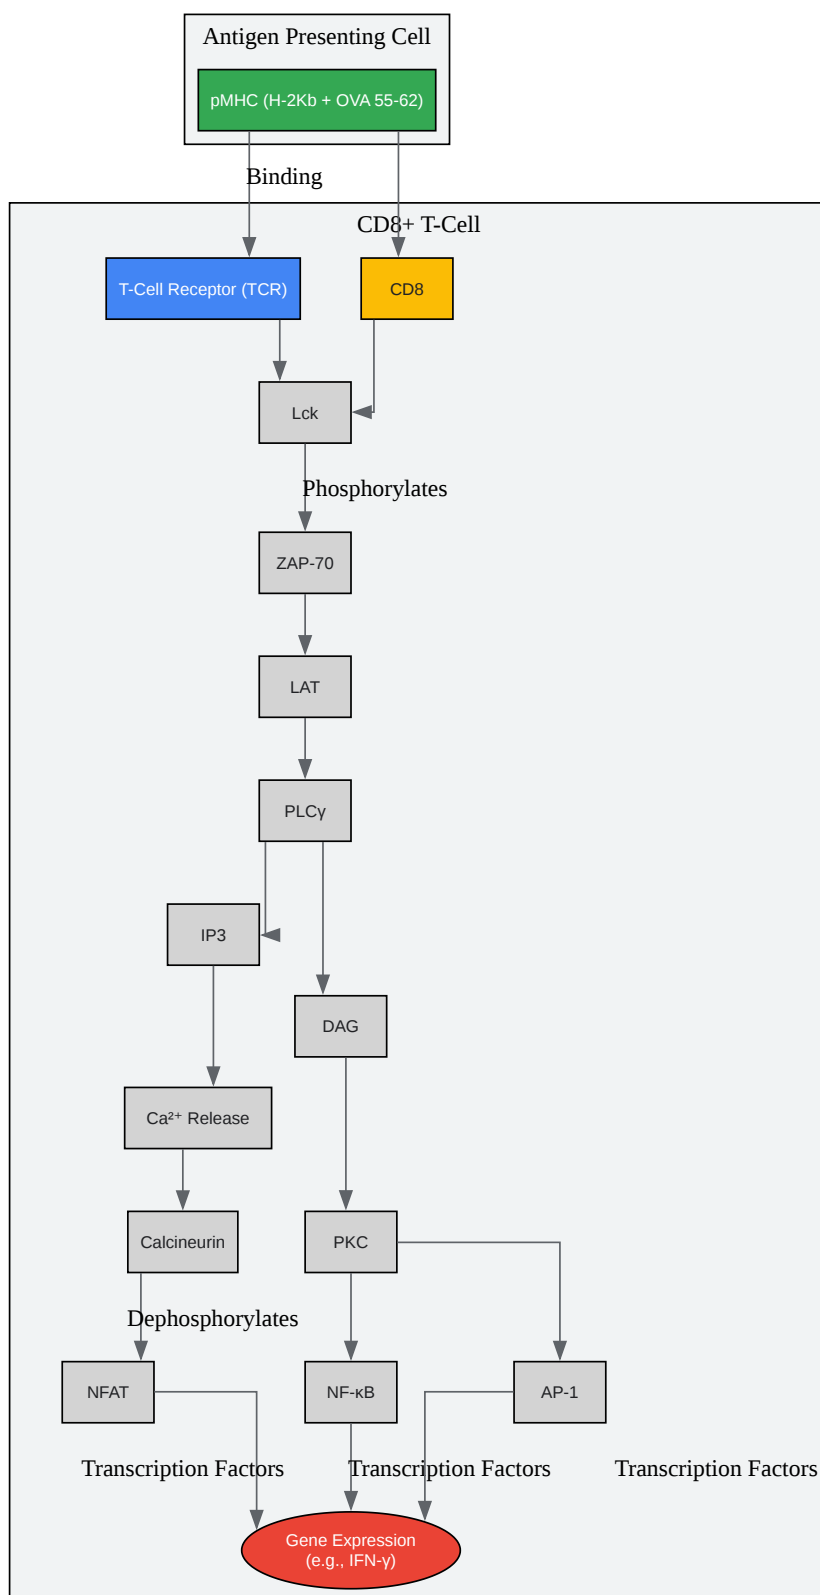 Antigen Presenting Cell
pMHC (H-2Kb + OVA 55-62)
Binding
CD8+ T-Cell
T-Cell Receptor (TCR)
CD8
Lck
Phosphorylates
ZAP-70
LAT
PLCγ
IP3
DAG
Ca²⁺ Release
Calcineurin
PKC
Dephosphorylates
NFAT
NF-κB
AP-1
Transcription Factors
Transcription Factors
Transcription Factors
Gene Expression
(e.g., IFN-γ)